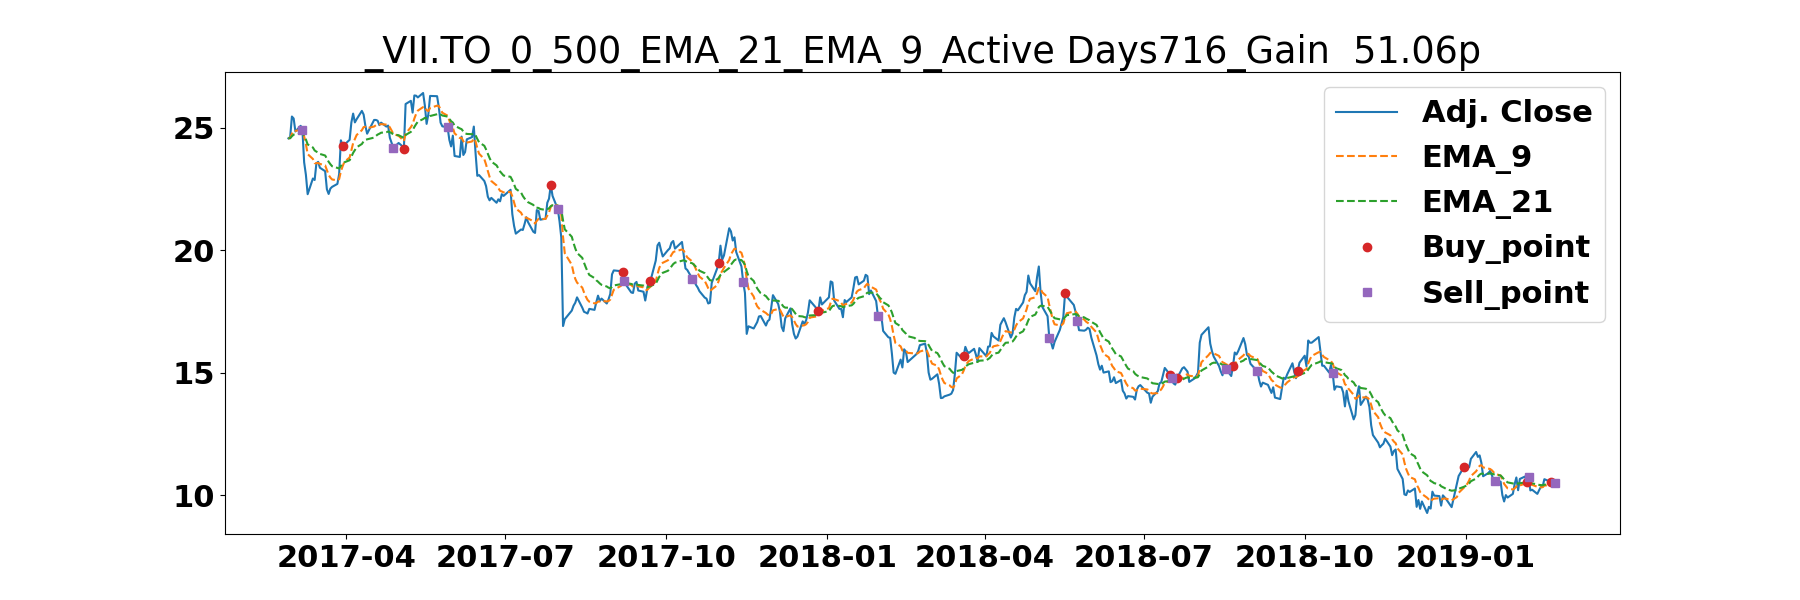 _VII.TO_0_500_EMA_21_EMA_9_Active Days716_Gain  51.06p
Adj. Close
EMA_9
EMA_21
Buy_point
Sell_point
25
20
15
10
2017-04 2017-07 2017-10 2018-01 2018-04 2018-07 2018-10 2019-01